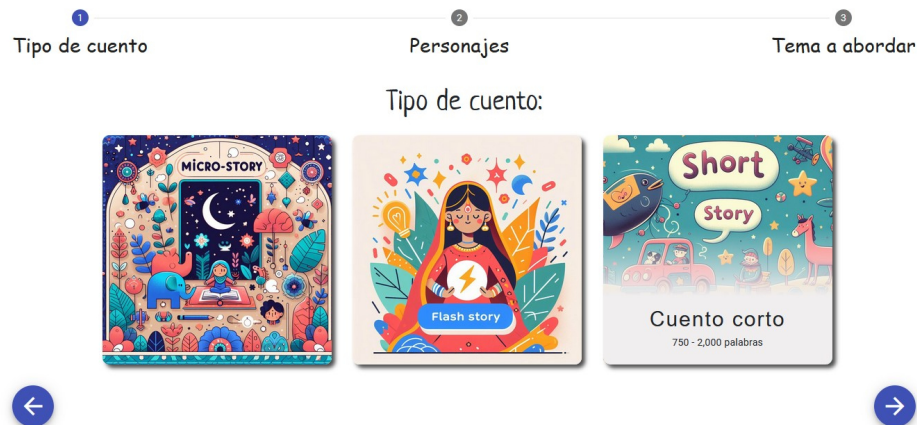 1
2
3
Tipo de cuento
Personajes
Tema a abordar
Tipo de cuento:
MiCRO-STORY
Flash story
Short
Story
Cuento corto
750 - 2,000 palabras